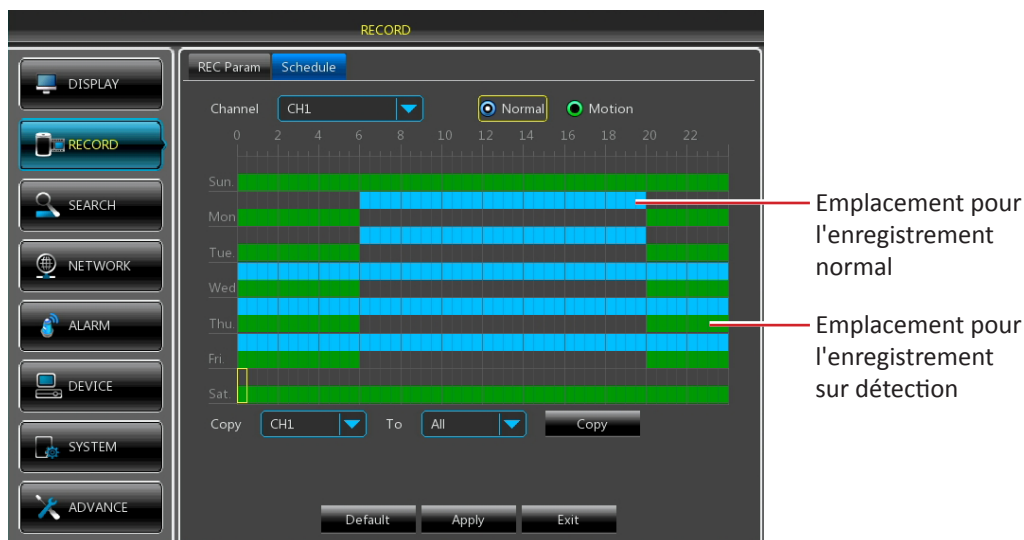 RECORD
DISPLAY
RECORD
SEARCH
NETWORK
ALARM
DEVICE
SYSTEM
ADVANCE
REC Param Schedule
Channel CH1 Normal Motion
0 2 4 6 8 10 12 14 16 18 20 22
Sun.
Mon
Tue.
Wed
Thu.
Fri.
Sat.
Copy CH1 To All Copy
Default Apply Exit
Emplacement pour
l'enregistrement
normal
Emplacement pour
l'enregistrement
sur détection